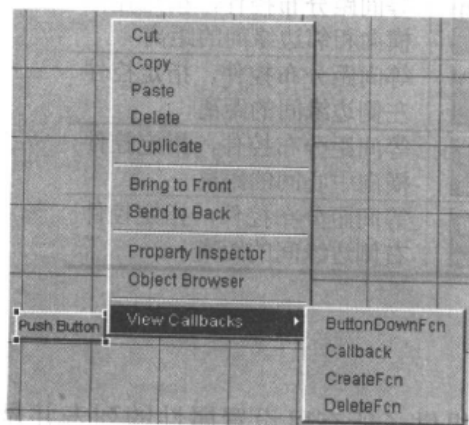 Cut
Copy
Paste
Delete
Duplicate
Bring to Front
Send to Back
Property Inspector
Object Browser
Push Button
View Callbacks
ButtonDownFcn
Callback
CreateFcn
DeleteFcn